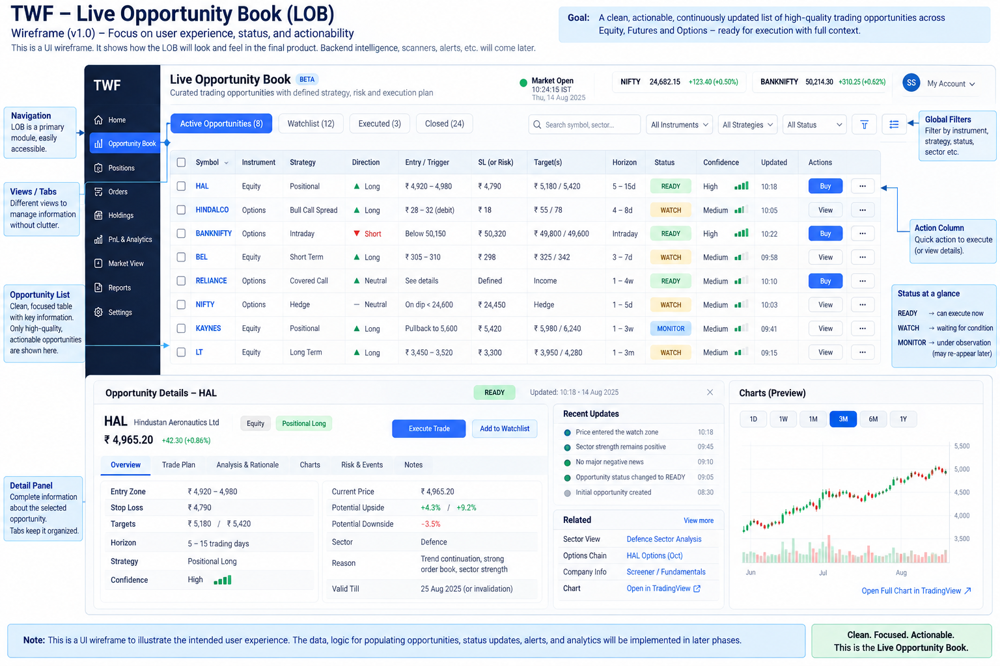 TWF – Live Opportunity Book (LOB)
Wireframe (v1.0) – Focus on user experience, status, and actionability
This is a UI wireframe. It shows how the LOB will look and feel in the final product. Backend intelligence, scanners, alerts, etc. will come later.
Goal: A clean, actionable, continuously updated list of high-quality trading opportunities across
Equity, Futures and Options – ready for execution with full context.
TWF
Home
Opportunity Book
Positions
Orders
Holdings
PnL & Analytics
Market View
Reports
Settings
Navigation
LOB is a primary
module, easily
accessible.
Views / Tabs
Different views to
manage information
without clutter.
Opportunity List
Clean, focused table
with key information.
Only high-quality,
actionable opportunities
are shown here.
Detail Panel
Complete information
about the selected
opportunity.
Tabs keep it organized.
Live Opportunity Book BETA
Curated trading opportunities with defined strategy, risk and execution plan
Market Open
10:24:15 IST
Thu, 14 Aug 2025
NIFTY 24,682.15 +123.40 (+0.50%)
BANKNIFTY 50,214.30 +310.25 (+0.62%)
SS My Account
Active Opportunities (8) Watchlist (12) Executed (3) Closed (24)
Search symbol, sector... All Instruments All Strategies All Status
Symbol Instrument Strategy Direction Entry / Trigger SL (or Risk) Target(s) Horizon Status Confidence Updated Actions
HAL Equity Positional ▲ Long ₹ 4,920 – 4,980 ₹ 4,790 ₹ 5,180 / 5,420 5 – 15d READY High 10:18 Buy ...
HINDALCO Options Bull Call Spread ▲ Long ₹ 28 – 32 (debit) ₹ 18 ₹ 55 / 78 4 – 8d WATCH Medium 10:05 View ...
BANKNIFTY Options Intraday ▼ Short Below 50,150 ₹ 50,320 ₹ 49,800 / 49,600 Intraday READY High 10:22 Buy ...
BEL Equity Short Term ▲ Long ₹ 305 – 310 ₹ 298 ₹ 325 / 342 3 – 7d WATCH Medium 09:58 View ...
RELIANCE Options Covered Call ▲ Neutral See details Defined Income 1 – 4w READY Medium 10:10 Buy ...
NIFTY Options Hedge — Neutral On dip < 24,600 ₹ 24,450 Hedge 1 – 5d WATCH Medium 10:03 View ...
KAYNES Equity Positional ▲ Long Pullback to 5,600 ₹ 5,420 ₹ 5,980 / 6,240 1 – 3w MONITOR Medium 09:41 View ...
LT Equity Long Term ▲ Long ₹ 3,450 – 3,520 ₹ 3,300 ₹ 3,950 / 4,280 1 – 3m WATCH Medium 09:15 View ...
Global Filters
Filter by instrument,
strategy, status,
sector etc.
Action Column
Quick action to execute
(or view details).
Status at a glance
READY → can execute now
WATCH → waiting for condition
MONITOR → under observation
(may re-appear later)
Opportunity Details – HAL READY Updated: 10:18 • 14 Aug 2025
HAL Hindustan Aeronautics Ltd Equity Positional Long
₹ 4,965.20 +42.30 (+0.86%)
Execute Trade Add to Watchlist
Overview Trade Plan Analysis & Rationale Charts Risk & Events Notes
Entry Zone ₹ 4,920 – 4,980
Stop Loss ₹ 4,790
Targets ₹ 5,180 / ₹ 5,420
Horizon 5 – 15 trading days
Strategy Positional Long
Confidence High
Current Price ₹ 4,965.20
Potential Upside +4.3% / +9.2%
Potential Downside -3.5%
Sector Defence
Reason Trend continuation, strong
order book, sector strength
Valid Till 25 Aug 2025 (or invalidation)
Recent Updates
Price entered the watch zone 10:18
Sector strength remains positive 09:45
No major negative news 09:10
Opportunity status changed to READY 09:05
Initial opportunity created 08:30
Related View more
Sector View Defence Sector Analysis
Options Chain HAL Options (Oct)
Company Info Screener / Fundamentals
Chart Open in TradingView
Charts (Preview)
1D 1W 1M 3M 6M 1Y
5,500
5,000
4,500
4,000
3,500
Jun Jul Aug
Open Full Chart in TradingView
Note: This is a UI wireframe to illustrate the intended user experience. The data, logic for populating opportunities, status updates, alerts, and analytics will be implemented in later phases.
Clean. Focused. Actionable.
This is the Live Opportunity Book.